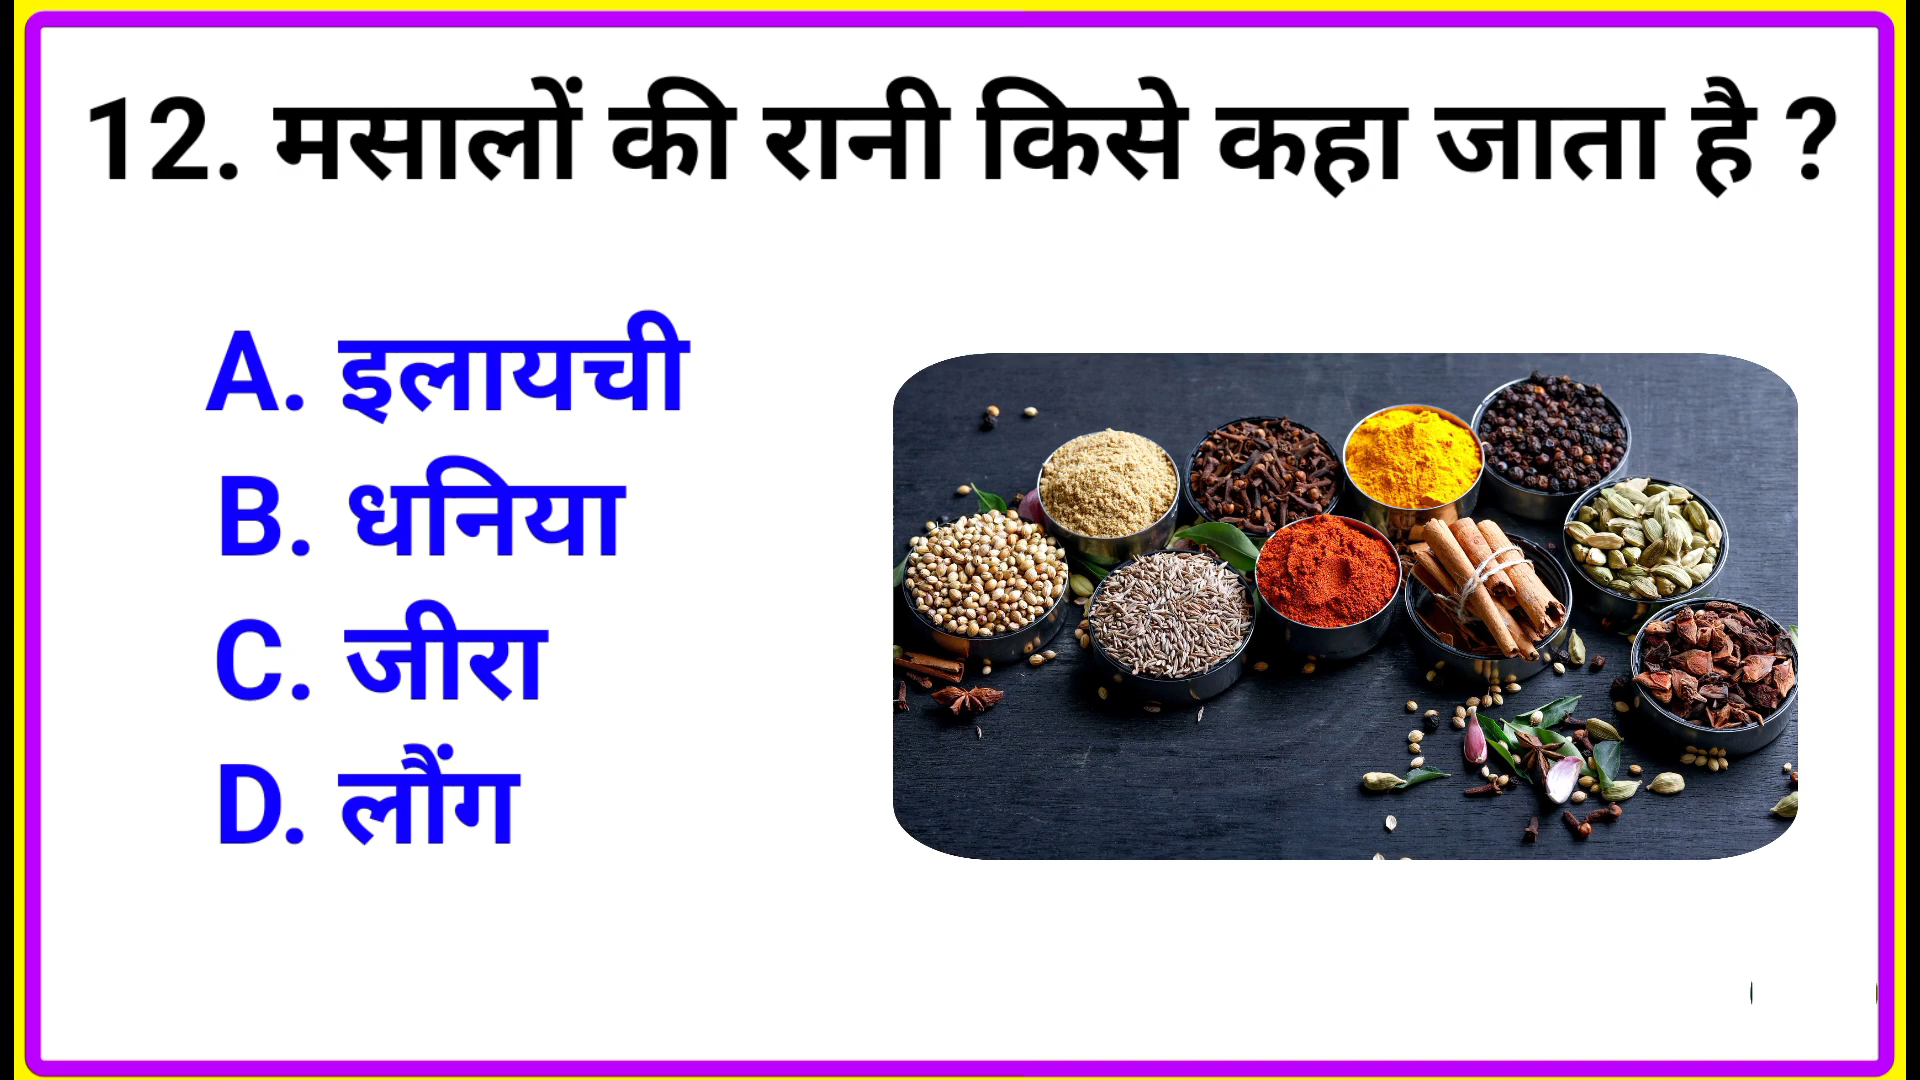 12. मसालों की रानी किसे कहा जाता है ?
A. इलायची
B. धनिया
C. जीरा
D. लौंग